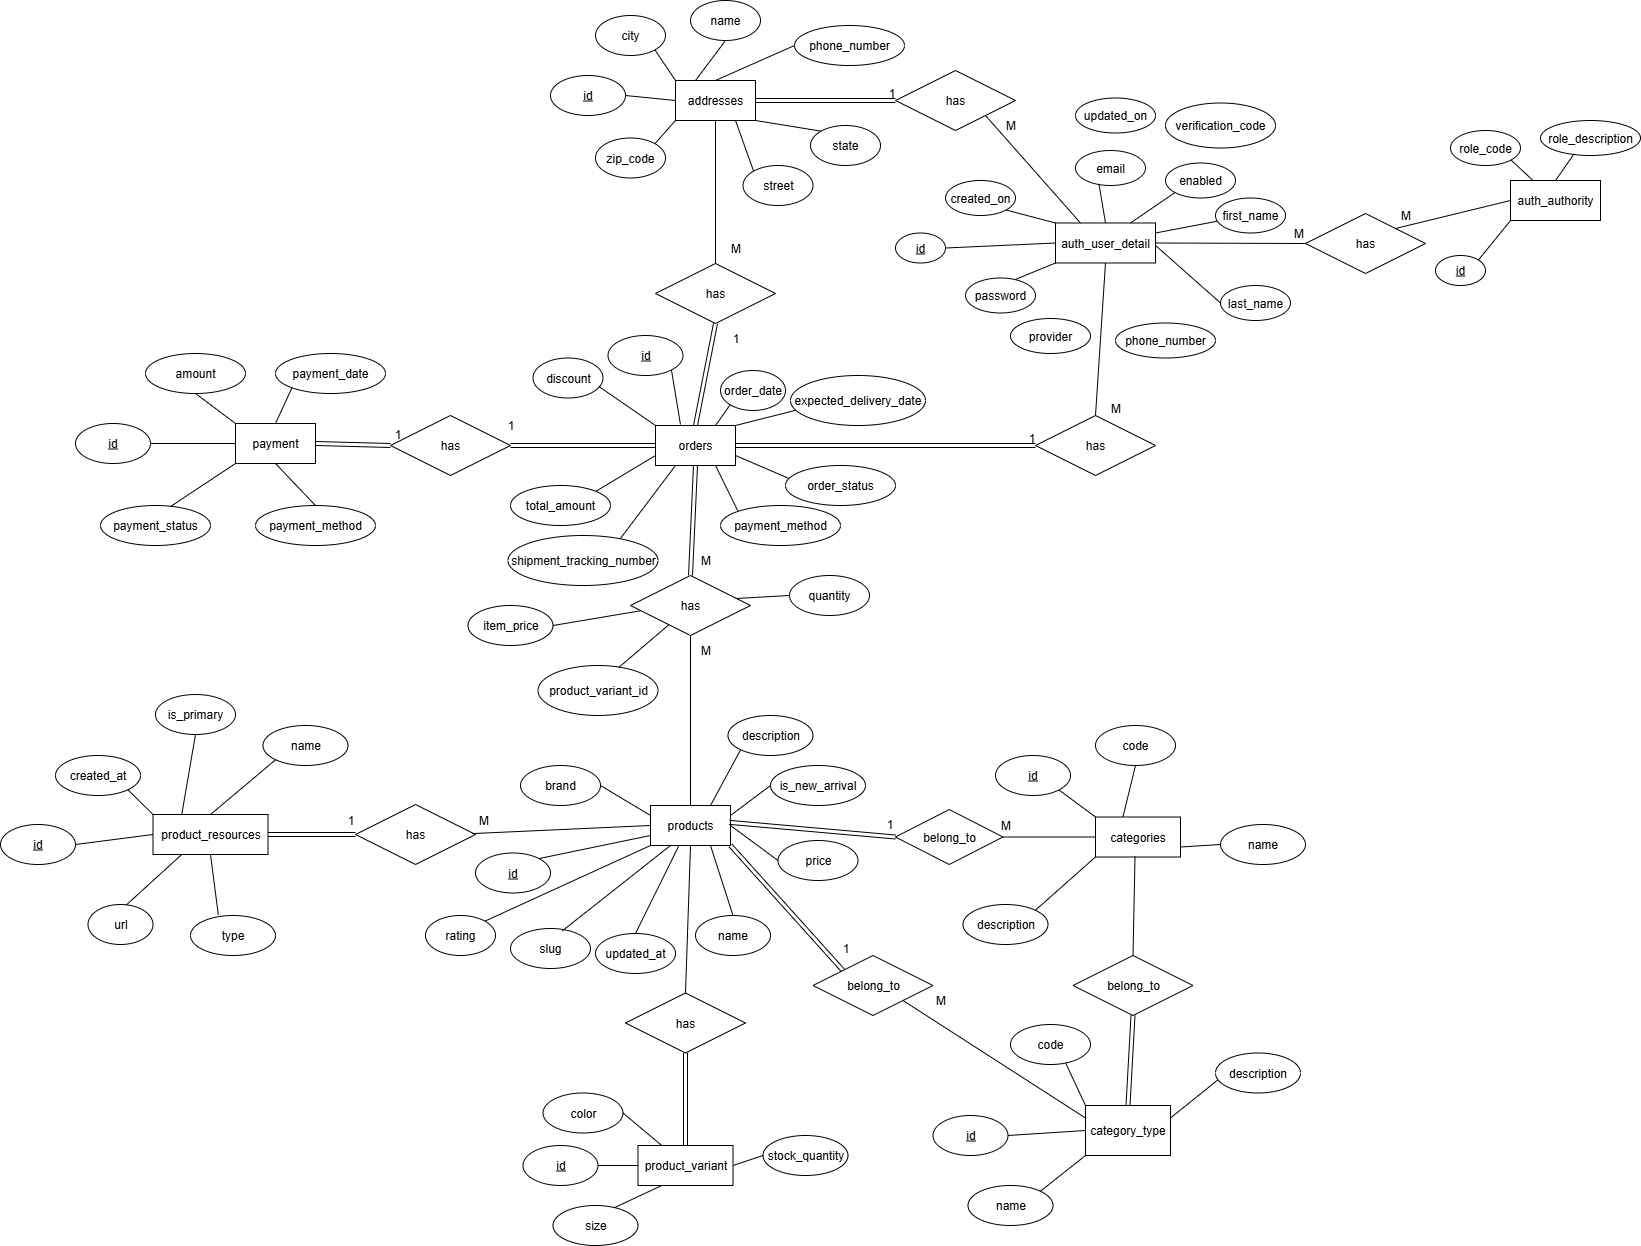 name
city
phone_number
id
addresses
1
has
state
zip_code
street
M
updated_on
verification_code
email
enabled
created_on
first_name
id
auth_user_detail
M
has
M
role_code
role_description
auth_authority
id
password
last_name
provider
phone_number
M
has
1
id
discount
order_date
expected_delivery_date
M
amount
payment_date
id
payment
1
has
1
orders
1
has
payment_status
payment_method
total_amount
order_status
payment_method
shipment_tracking_number
M
has
quantity
item_price
M
product_variant_id
is_primary
name
created_at
id
product_resources
1
has
M
url
type
description
brand
is_new_arrival
products
price
id
rating
slug
updated_at
name
1
belong_to
M
code
id
categories
name
description
1
belong_to
M
belong_to
has
code
description
id
category_type
name
color
id
product_variant
stock_quantity
size